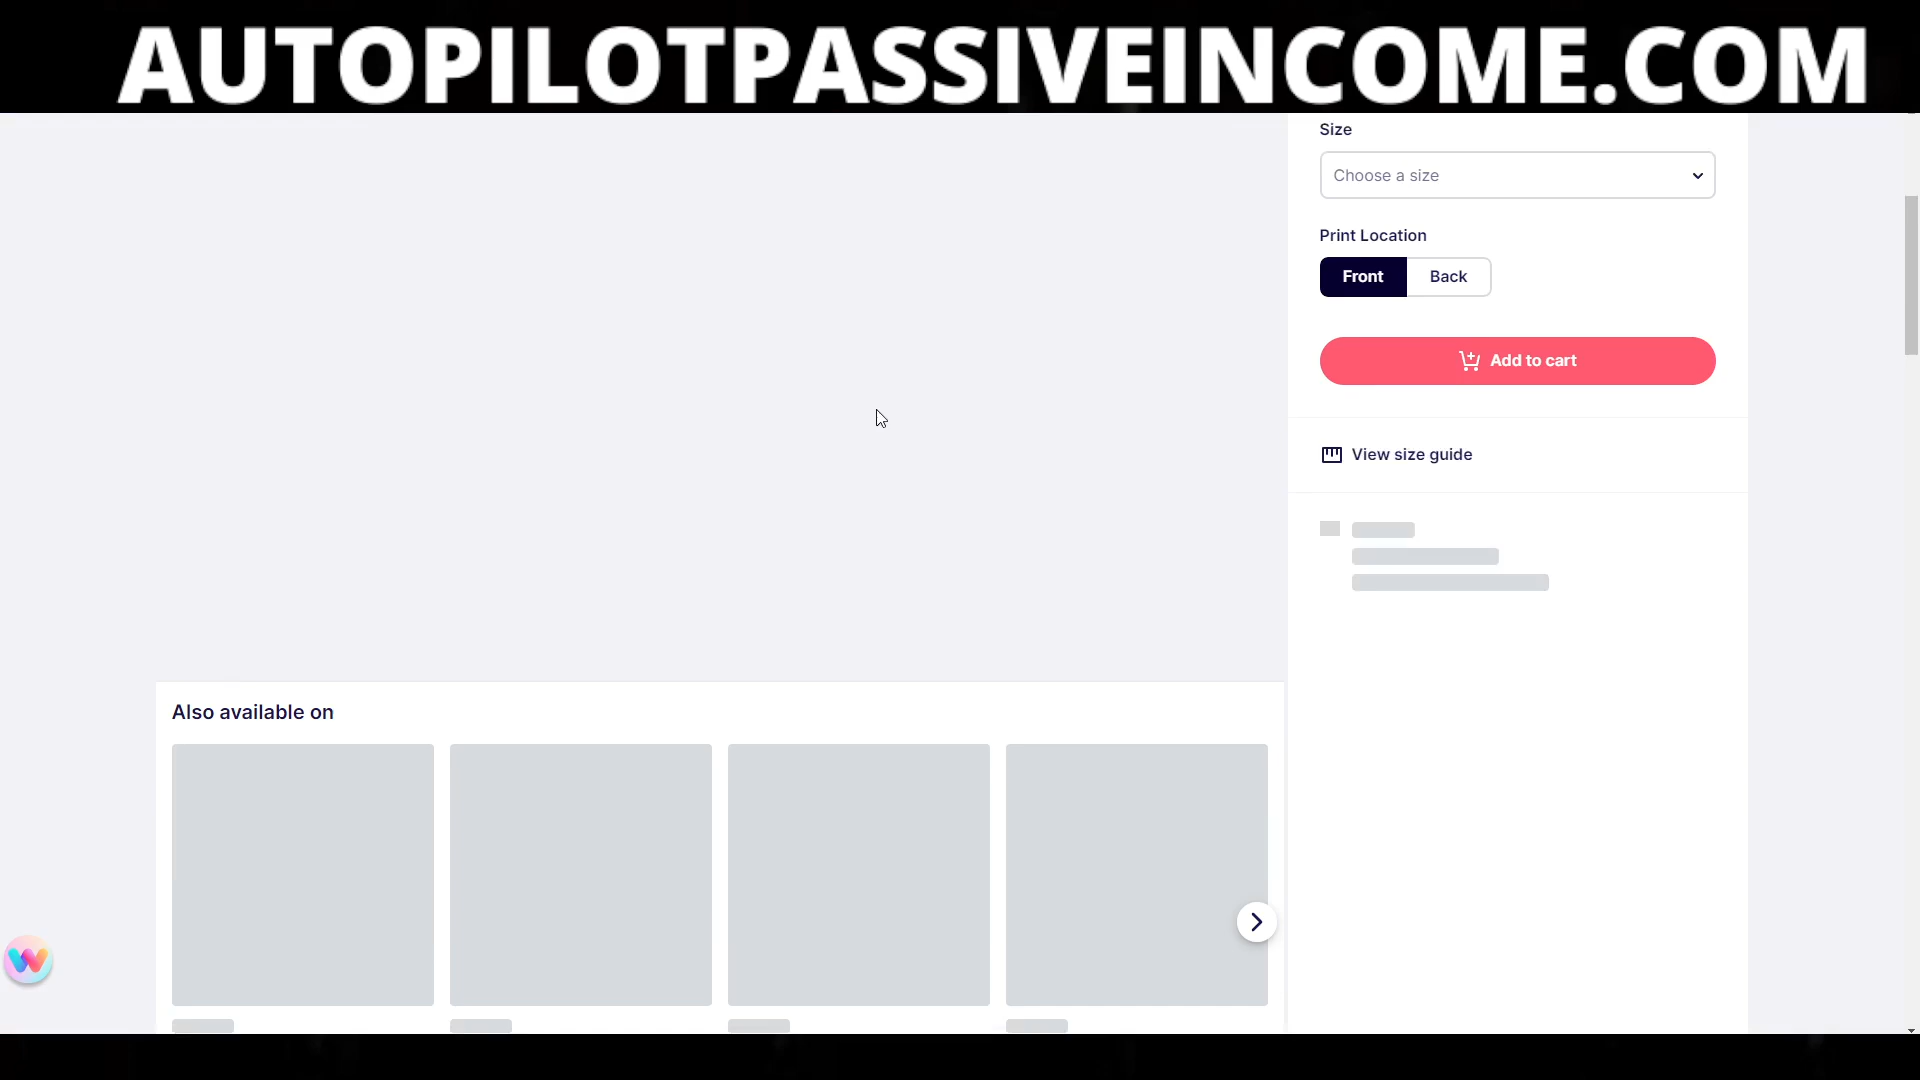 AUTOPILOTPASSIVEINCOME.COM
Size
Choose a size
Print Location
Front Back
Add to cart
View size guide
Also available on